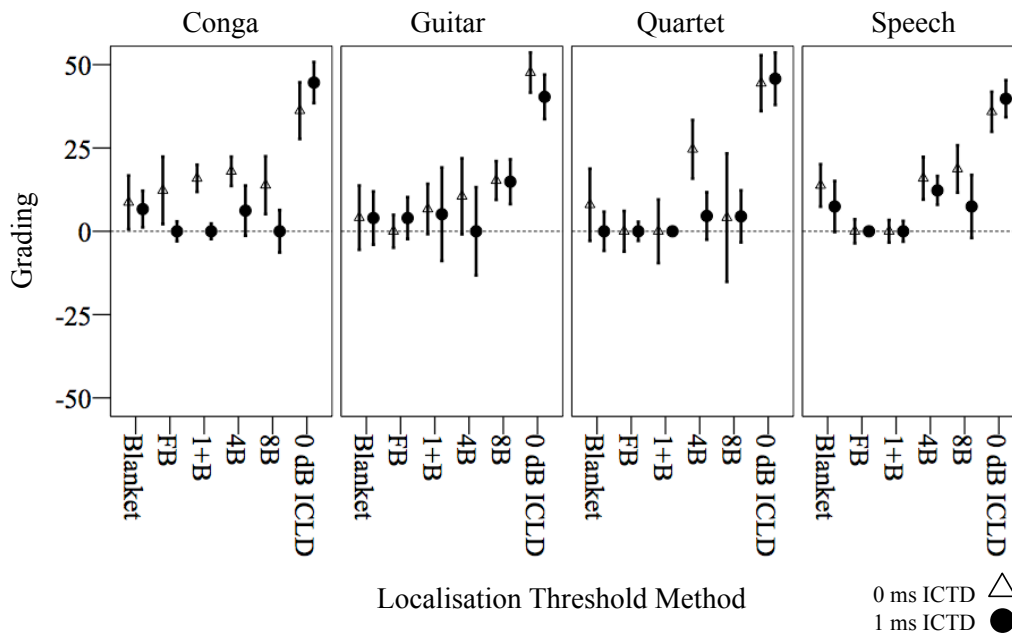 Conga Guitar Quartet Speech
Grading
50
25
0
-25
-50
Blanket FB 1+B 4B 8B 0 dB ICLD Blanket FB 1+B 4B 8B 0 dB ICLD Blanket FB 1+B 4B 8B 0 dB ICLD Blanket FB 1+B 4B 8B 0 dB ICLD
Localisation Threshold Method
0 ms ICTD
1 ms ICTD